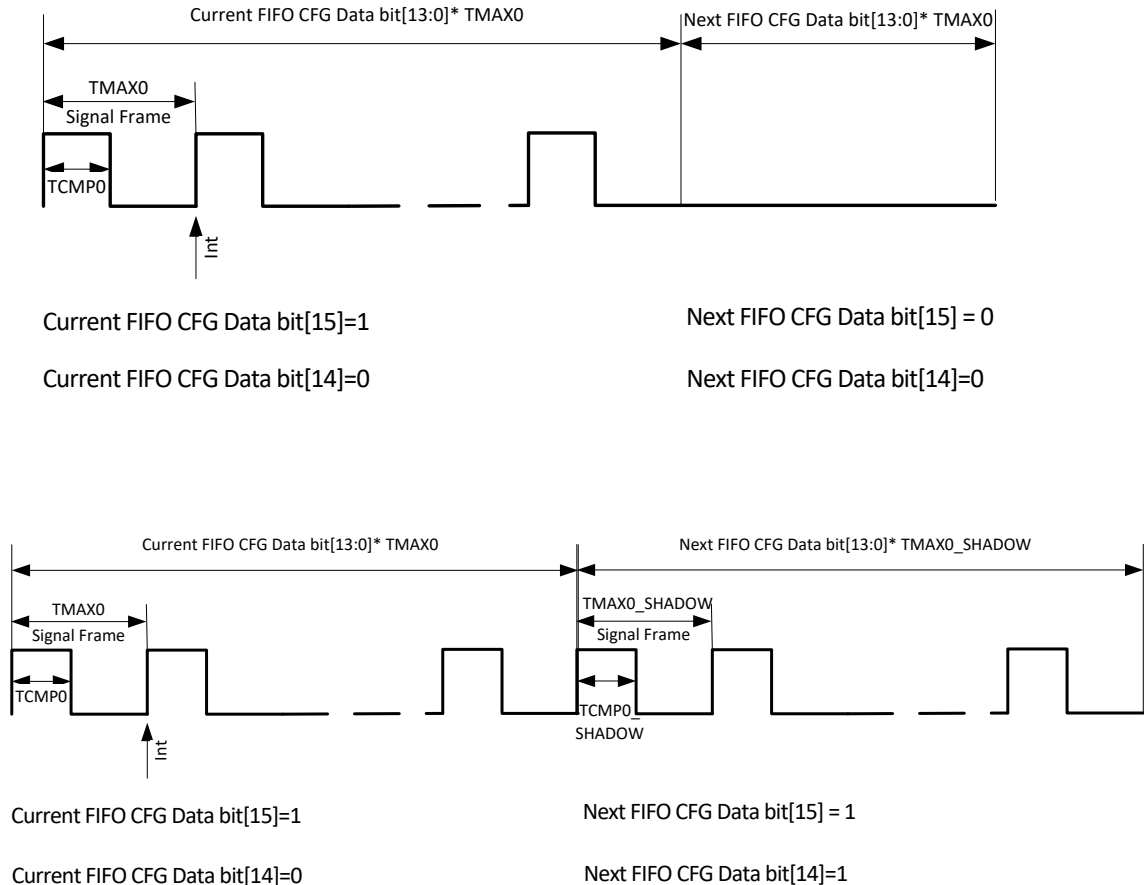 Current FIFO CFG Data bit[13:0]* TMAX0
Next FIFO CFG Data bit[13:0]* TMAX0
TMAX0
Signal Frame
TCMP0
Int
Current FIFO CFG Data bit[15]=1
Next FIFO CFG Data bit[15] = 0
Current FIFO CFG Data bit[14]=0
Next FIFO CFG Data bit[14]=0
Current FIFO CFG Data bit[13:0]* TMAX0
Next FIFO CFG Data bit[13:0]* TMAX0_SHADOW
TMAX0
Signal Frame
TMAX0_SHADOW
Signal Frame
TCMP0
TCMP0_
SHADOW
Int
Current FIFO CFG Data bit[15]=1
Next FIFO CFG Data bit[15] = 1
Current FIFO CFG Data bit[14]=0
Next FIFO CFG Data bit[14]=1